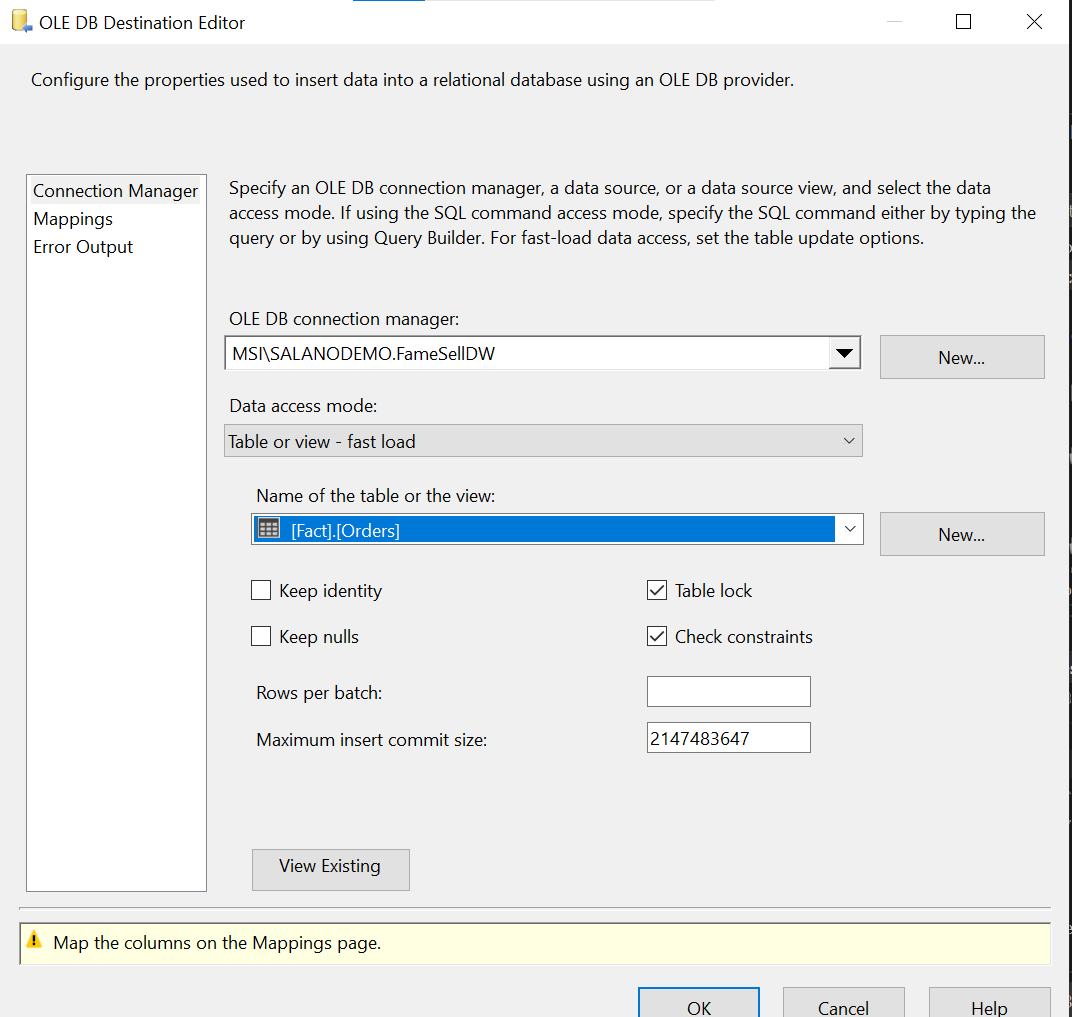 OLE DB Destination Editor
Configure the properties used to insert data into a relational database using an OLE DB provider.
Connection Manager
Mappings
Error Output
Specify an OLE DB connection manager, a data source, or a data source view, and select the data
access mode. If using the SQL command access mode, specify the SQL command either by typing the
query or by using Query Builder. For fast-load data access, set the table update options.
OLE DB connection manager:
MSI\SALANODEMO.FameSellDW
New...
Data access mode:
Table or view - fast load
Name of the table or the view:
[Fact].[Orders]
New...
Keep identity
Table lock
Keep nulls
Check constraints
Rows per batch:
Maximum insert commit size:
2147483647
View Existing
Map the columns on the Mappings page.
OK
Cancel
Help